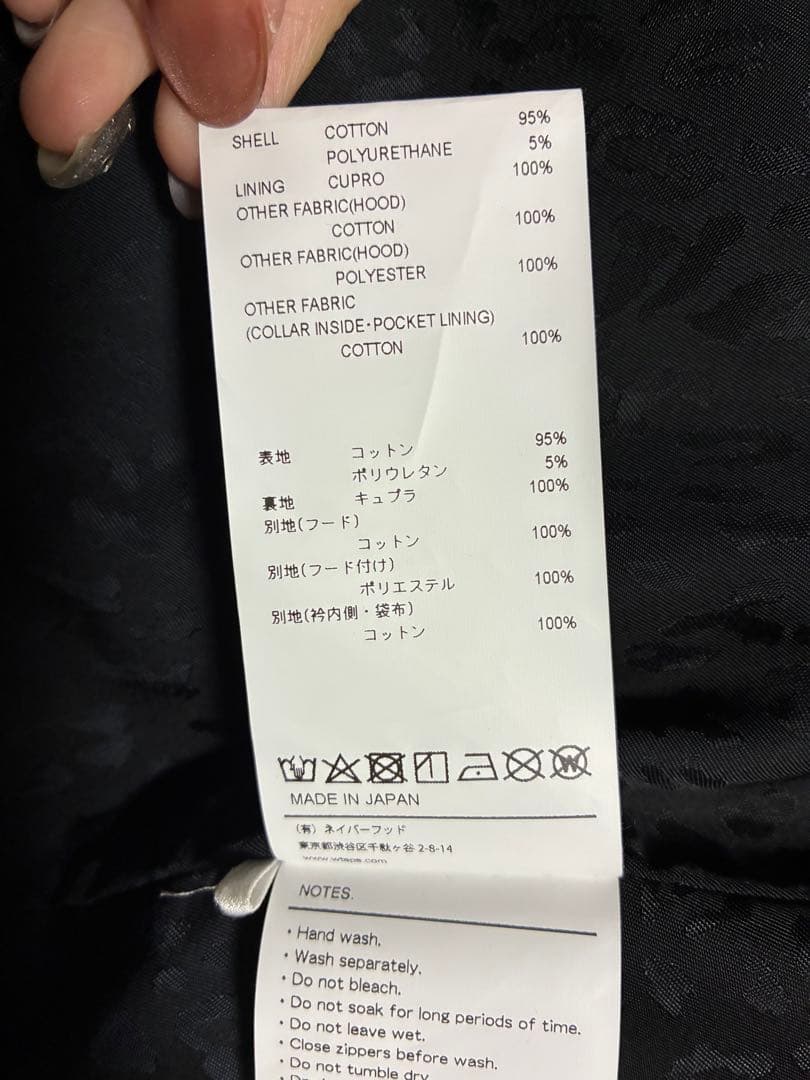 SHELL COTTON 95%
POLYURETHANE 5%
LINING CUPRO 100%
OTHER FABRIC(HOOD)
COTTON 100%
OTHER FABRIC(HOOD)
POLYESTER 100%
OTHER FABRIC
(COLLAR INSIDE･POCKET LINING)
COTTON 100%
表地 コットン 95%
ポリウレタン 5%
裏地 キュプラ 100%
別地(フード)
コットン 100%
別地(フード付け)
ポリエステル 100%
別地(衿内側・袋布)
コットン 100%
W
MADE IN JAPAN
(有) ネイバーフッド
東京都渋谷区千駄ヶ谷 2-8-14
www.wtaps.com
NOTES.
・Hand wash.
・Wash separately.
・Do not bleach.
・Do not soak for long periods of time.
・Do not leave wet.
・Close zippers before wash.
・Do not tumble dry